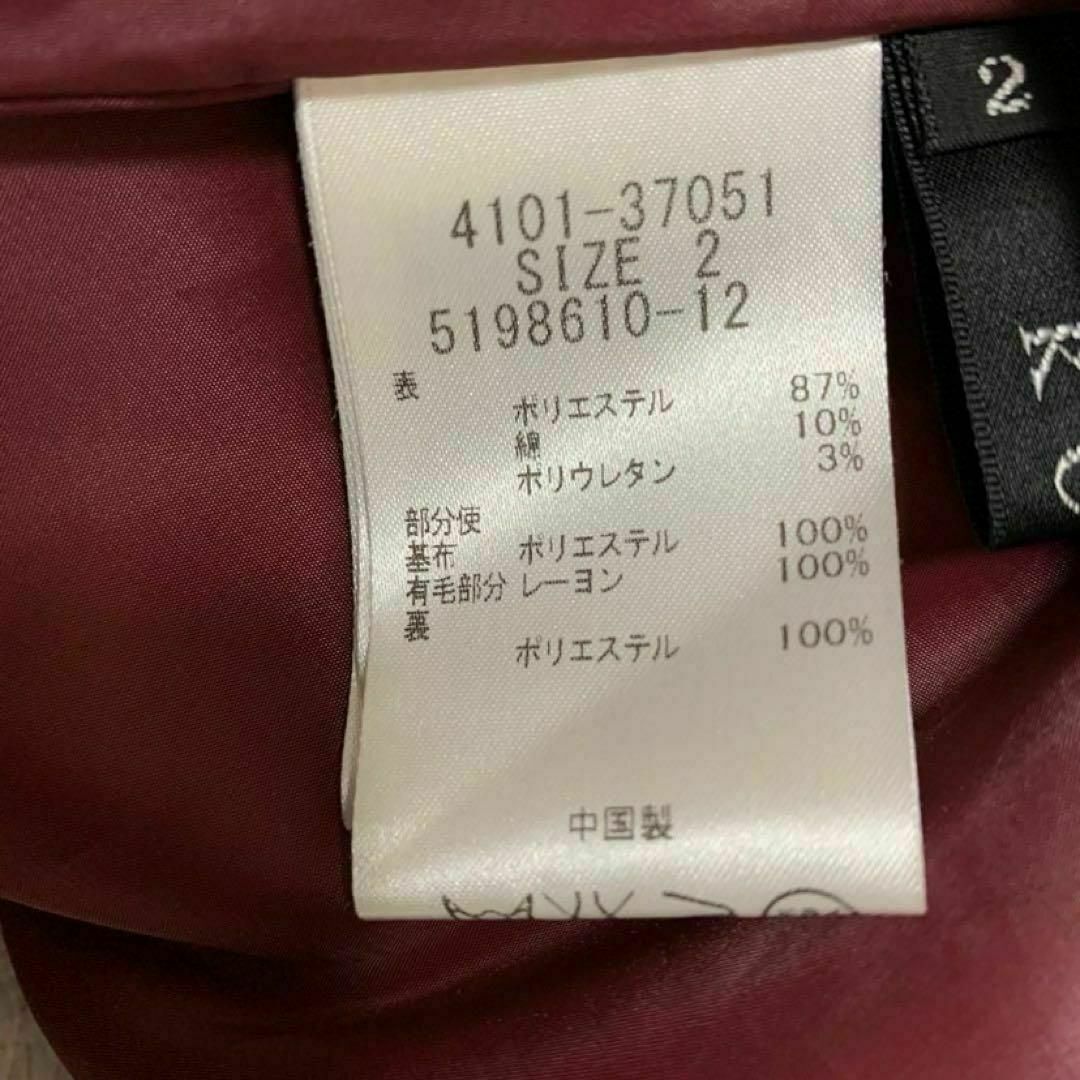 4101-37051
SIZE 2
5198610-12
表
ポリエステル 87%
綿 10%
ポリウレタン 3%
部分使
基布 ポリエステル 100%
有毛部分 レーヨン 100%
裏
ポリエステル 100%
中国製
2